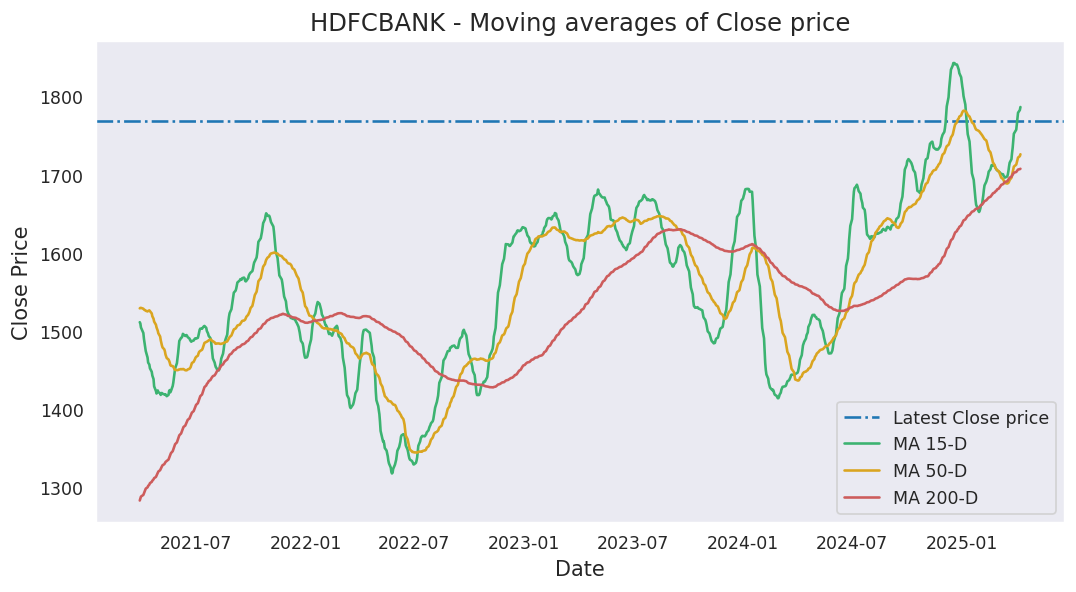 HDFCBANK - Moving averages of Close price
Close Price
1800
1700
1600
1500
1400
1300
Latest Close price
MA 15-D
MA 50-D
MA 200-D
2021-07 2022-01 2022-07 2023-01 2023-07 2024-01 2024-07 2025-01
Date